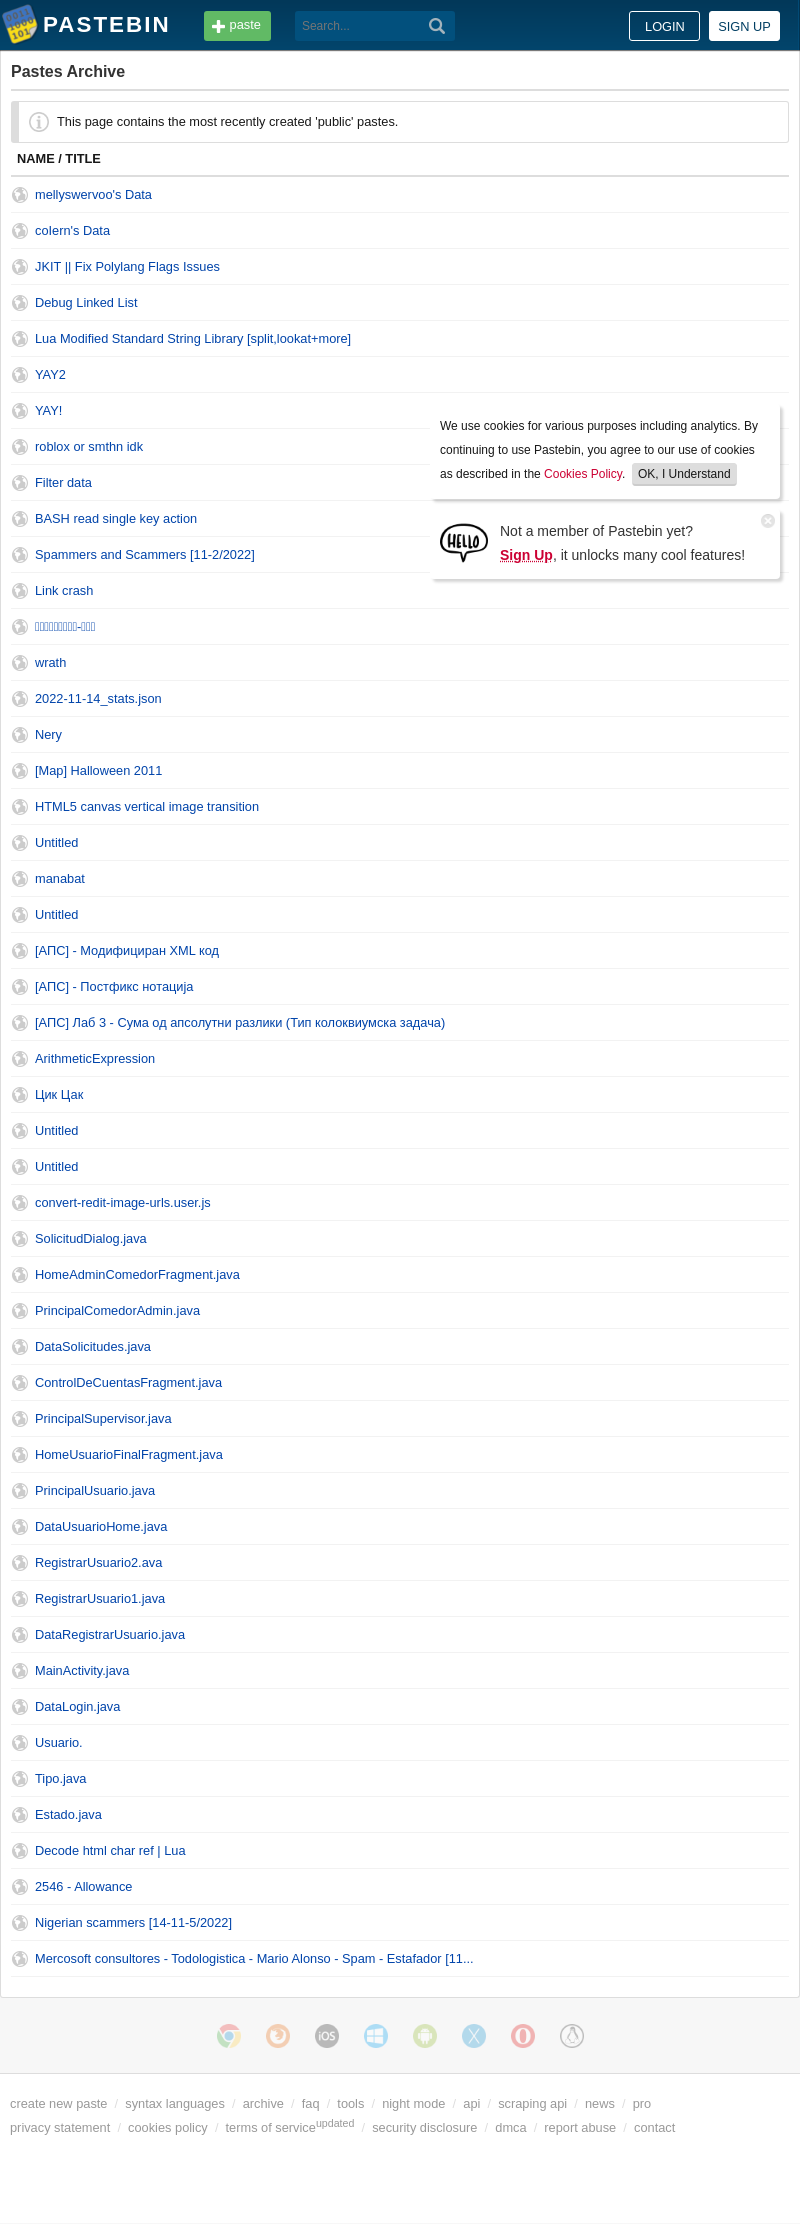 PASTEBIN paste Search... LOGIN SIGN UP
Pastes Archive
This page contains the most recently created 'public' pastes.
NAME / TITLE
mellyswervoo's Data
colern's Data
JKIT || Fix Polylang Flags Issues
Debug Linked List
Lua Modified Standard String Library [split,lookat+more]
YAY2
YAY!
roblox or smthn idk
Filter data
BASH read single key action
Spammers and Scammers [11-2/2022]
Link crash
wrath
2022-11-14_stats.json
Nery
[Map] Halloween 2011
HTML5 canvas vertical image transition
Untitled
manabat
Untitled
[АПС] - Модифициран XML код
[АПС] - Постфикс нотација
[АПС] Лаб 3 - Сума од апсолутни разлики (Тип колоквиумска задача)
ArithmeticExpression
Цик Цак
Untitled
Untitled
convert-redit-image-urls.user.js
SolicitudDialog.java
HomeAdminComedorFragment.java
PrincipalComedorAdmin.java
DataSolicitudes.java
ControlDeCuentasFragment.java
PrincipalSupervisor.java
HomeUsuarioFinalFragment.java
PrincipalUsuario.java
DataUsuarioHome.java
RegistrarUsuario2.ava
RegistrarUsuario1.java
DataRegistrarUsuario.java
MainActivity.java
DataLogin.java
Usuario.
Tipo.java
Estado.java
Decode html char ref | Lua
2546 - Allowance
Nigerian scammers [14-11-5/2022]
Mercosoft consultores - Todologistica - Mario Alonso - Spam - Estafador [11...
We use cookies for various purposes including analytics. By
continuing to use Pastebin, you agree to our use of cookies
as described in the Cookies Policy. OK, I Understand
HELLO
Not a member of Pastebin yet?
Sign Up, it unlocks many cool features!
iOS
create new paste / syntax languages / archive / faq / tools / night mode / api / scraping api / news / pro
privacy statement / cookies policy / terms of serviceupdated / security disclosure / dmca / report abuse / contact